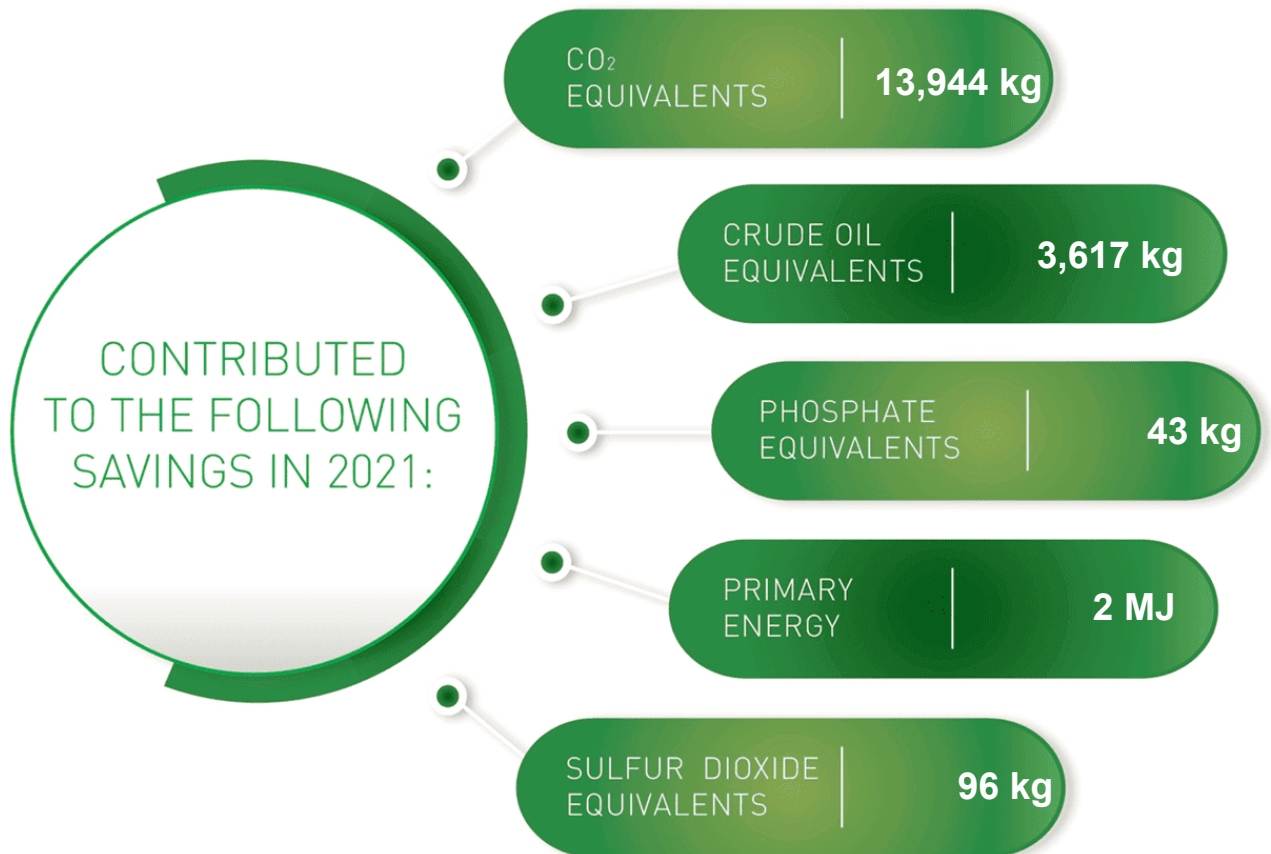 CONTRIBUTED
TO THE FOLLOWING
SAVINGS IN 2021:
CO₂
EQUIVALENTS
13,944 kg
CRUDE OIL
EQUIVALENTS
3,617 kg
PHOSPHATE
EQUIVALENTS
43 kg
PRIMARY
ENERGY
2 MJ
SULFUR DIOXIDE
EQUIVALENTS
96 kg